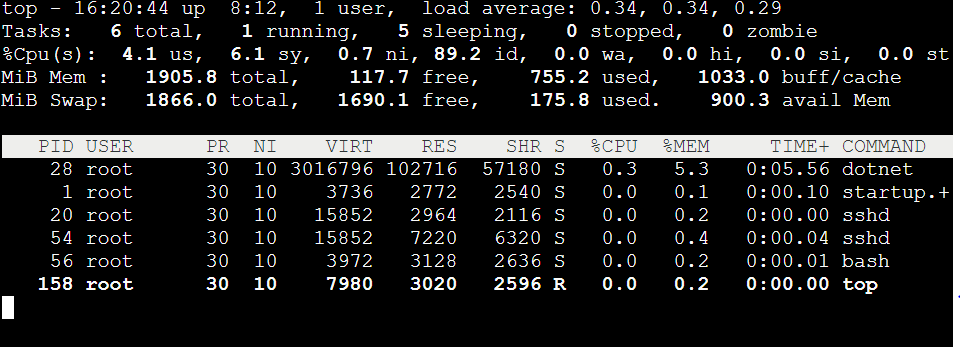 top - 16:20:44 up  8:12,  1 user,  load average: 0.34, 0.34, 0.29
Tasks:   6 total,   1 running,   5 sleeping,   0 stopped,   0 zombie
%Cpu(s):  4.1 us,  6.1 sy,  0.7 ni, 89.2 id,  0.0 wa,  0.0 hi,  0.0 si,  0.0 st
MiB Mem :   1905.8 total,    117.7 free,    755.2 used,   1033.0 buff/cache
MiB Swap:   1866.0 total,   1690.1 free,    175.8 used.    900.3 avail Mem
PID USER      PR  NI    VIRT    RES    SHR S  %CPU  %MEM     TIME+ COMMAND
28 root      30  10 3016796 102716  57180 S   0.3   5.3   0:05.56 dotnet
1 root      30  10    3736   2772   2540 S   0.0   0.1   0:00.10 startup.+
20 root      30  10   15852   2964   2116 S   0.0   0.2   0:00.00 sshd
54 root      30  10   15852   7220   6320 S   0.0   0.4   0:00.04 sshd
56 root      30  10    3972   3128   2636 S   0.0   0.2   0:00.01 bash
158 root      30  10    7980   3020   2596 R   0.0   0.2   0:00.00 top